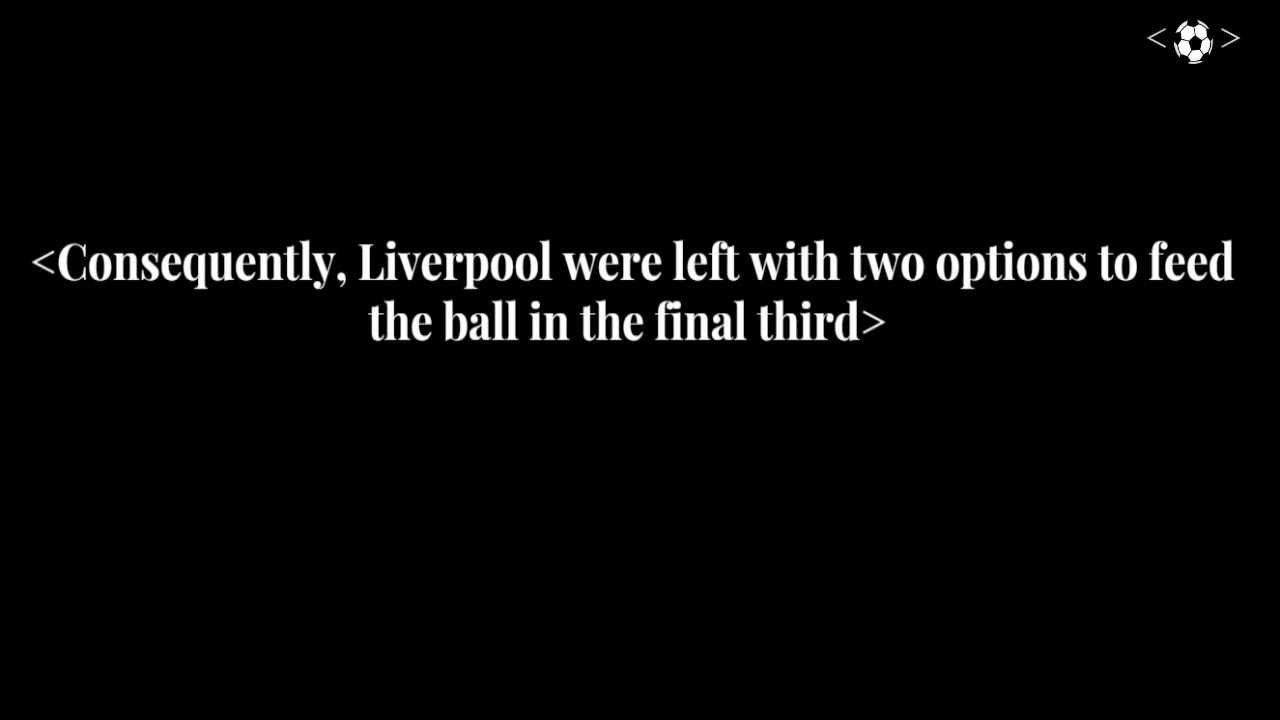 < >
<Consequently, Liverpool were left with two options to feed
the ball in the final third>